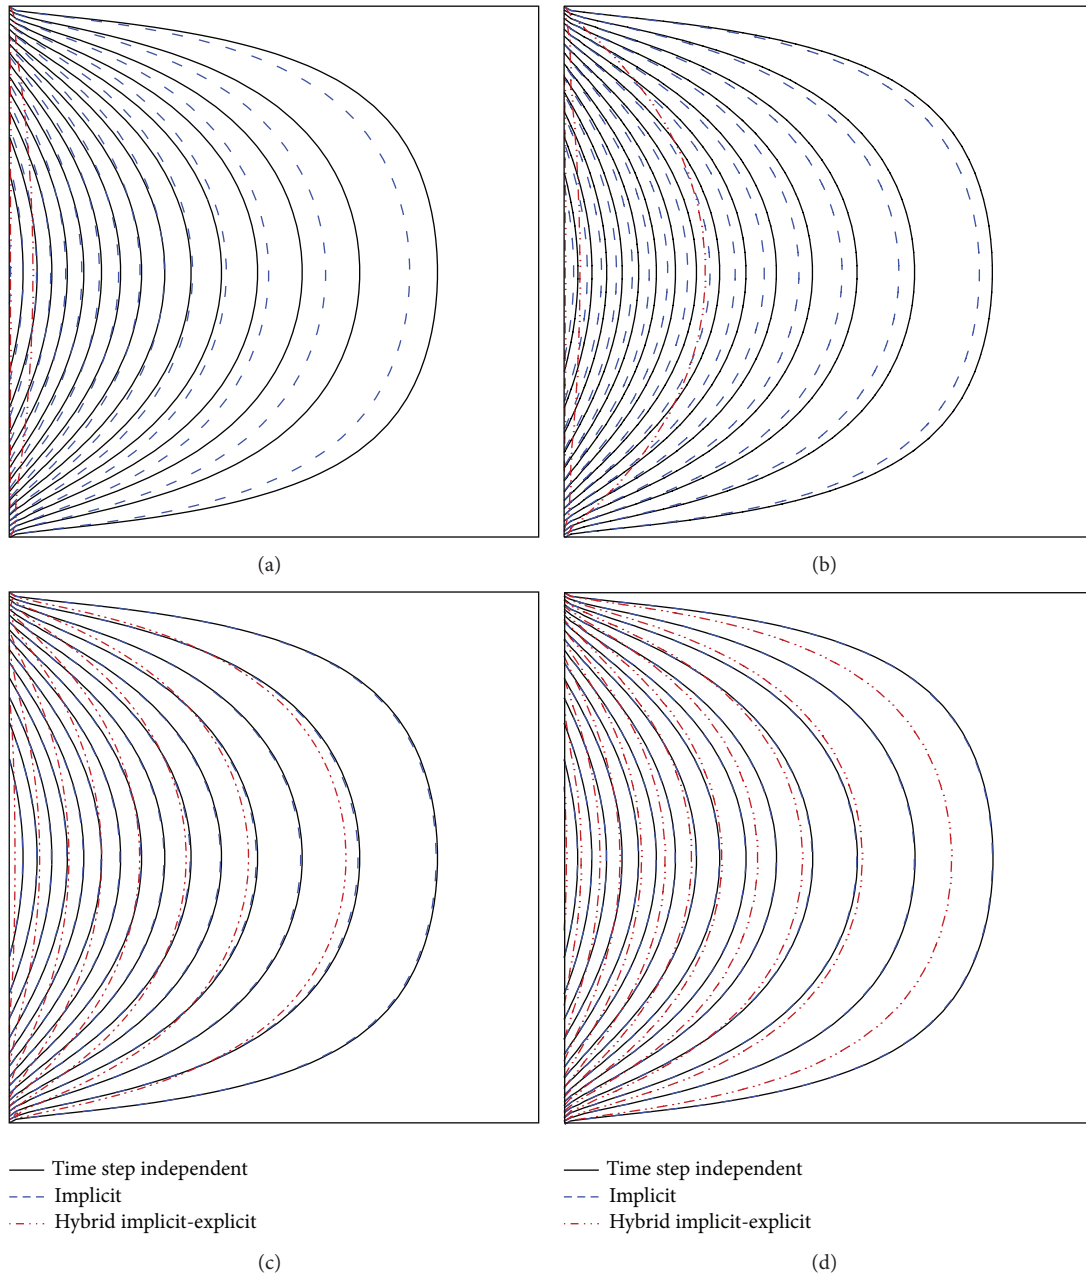 (a)
(b)
Time step independent
Implicit
Hybrid implicit-explicit
(c)
Time step independent
Implicit
Hybrid implicit-explicit
(d)